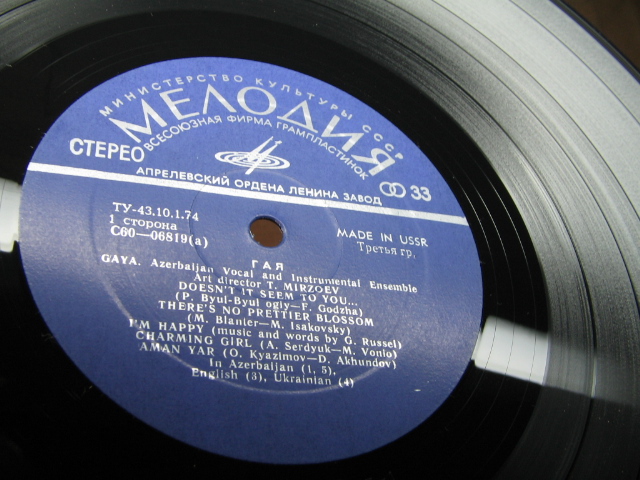 МИНИСТЕРСТВО КУЛЬТУРЫ СССР
МЕЛОДИЯ
ВСЕСОЮЗНАЯ ФИРМА ГРАМПЛАСТИНОК
СТЕРЕО
33
АПРЕЛЕВСКИЙ ОРДЕНА ЛЕНИНА ЗАВОД
ТУ-43.10.1.74
1 сторона
С60—06819(a)
MADE IN USSR
Третья гр.
ГАЯ
GAYA. Azerbaijan Vocal and Instrumental Ensemble
Art director T. MIRZOEV
DOESN'T IT SEEM TO YOU...
(P. Byul-Byul ogly—F. Godzha)
THERE'S NO PRETTIER BLOSSOM
(M. Blanter—M. Isakovsky)
I'M HAPPY (music and words by G. Russel)
CHARMING GIRL (A. Serdyuk—M. Vonio)
AMAN YAR (O. Kyazimov—D. Akhundov)
In Azerbaijan (1, 5),
English (3), Ukrainian (4)